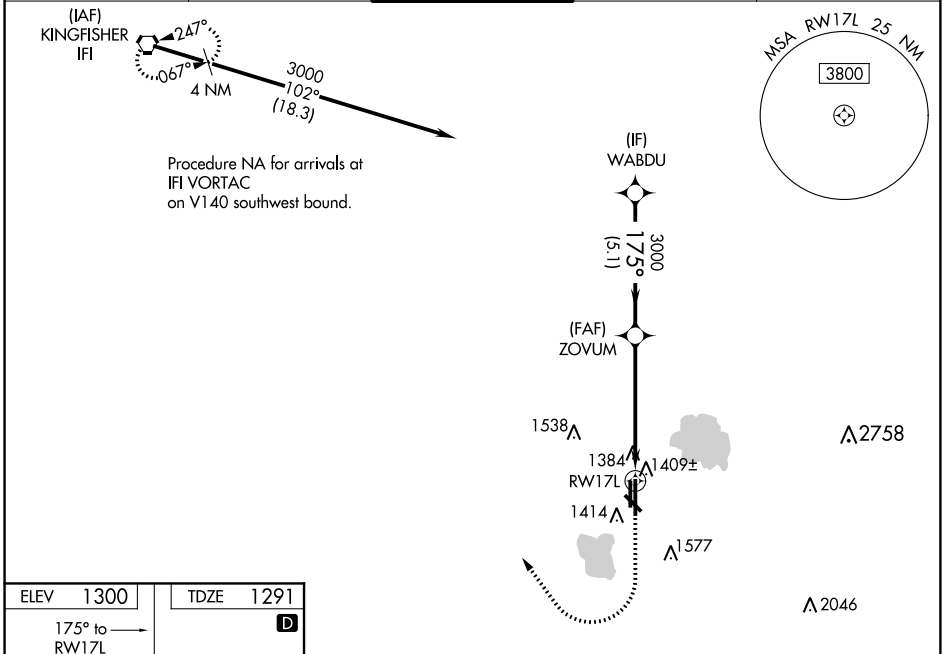 (IAF)
KINGFISHER
IFI
247°
067°
4 NM
3000
102°
(18.3)
Procedure NA for arrivals at
IFI VORTAC
on V140 southwest bound.
MSA RW17L 25 NM
3800
(IF)
WABDU
3000
175°
(5.1)
(FAF)
ZOVUM
1538
2758
1384
1409±
RW17L
1414
1577
2046
ELEV 1300
TDZE 1291
D
175° to
RW17L